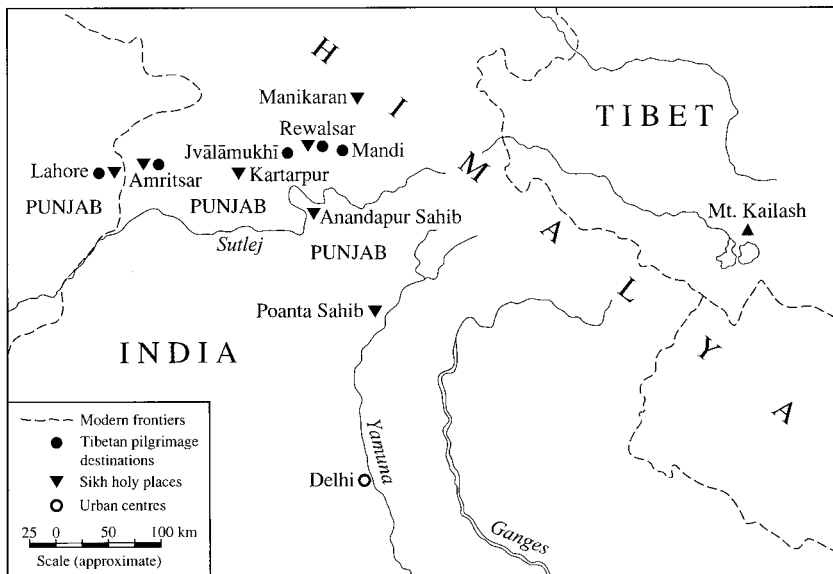 H I M A L Y A
TIBET
Manikaran
Rewalsar
Jvālāmukhī
Mandi
Lahore
Amritsar
Kartarpur
PUNJAB
PUNJAB
Anandapur Sahib
Mt. Kailash
Sutlej
PUNJAB
Poanta Sahib
INDIA
Yamuna
Delhi
Ganges
Modern frontiers
Tibetan pilgrimage
destinations
Sikh holy places
Urban centres
25 0 50 100 km
Scale (approximate)